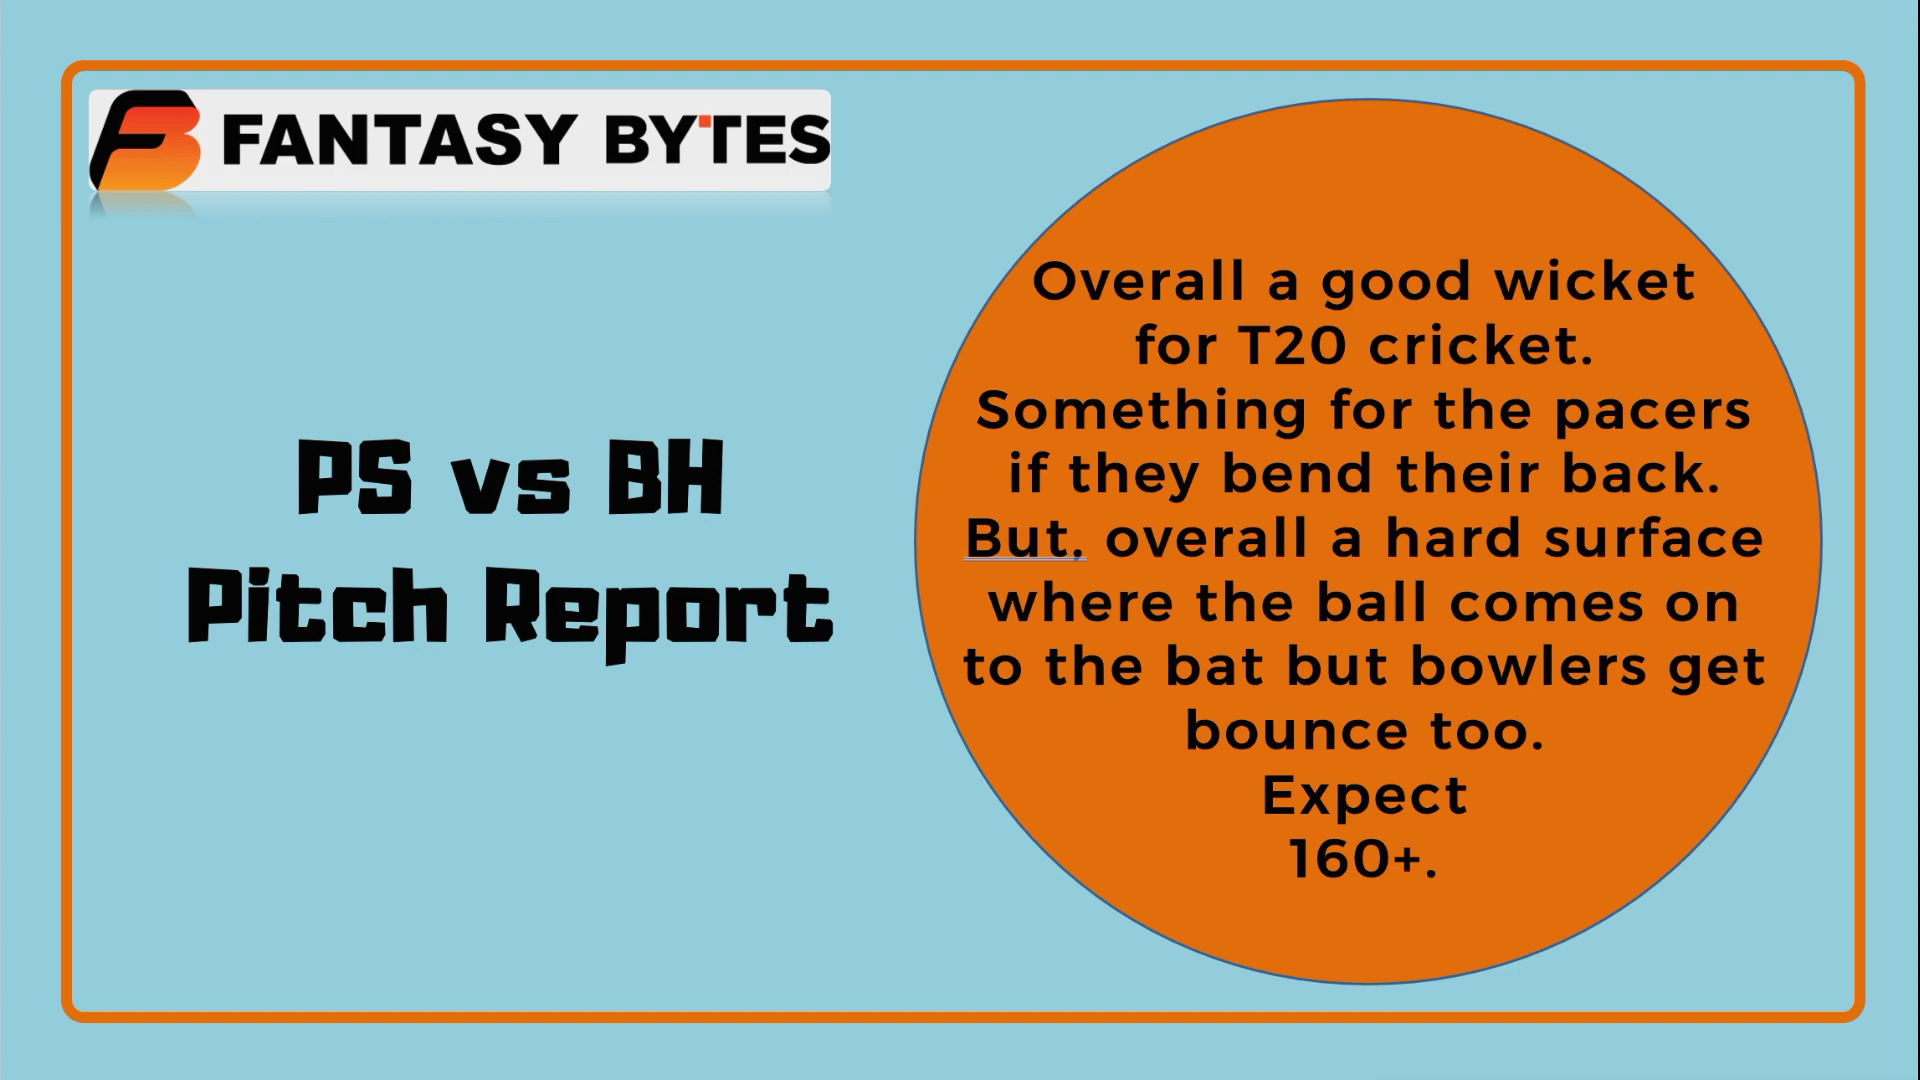 FANTASY BYTES
PS vs BH
Pitch Report
Overall a good wicket
for T20 cricket.
Something for the pacers
if they bend their back.
But, overall a hard surface
where the ball comes on
to the bat but bowlers get
bounce too.
Expect
160+.